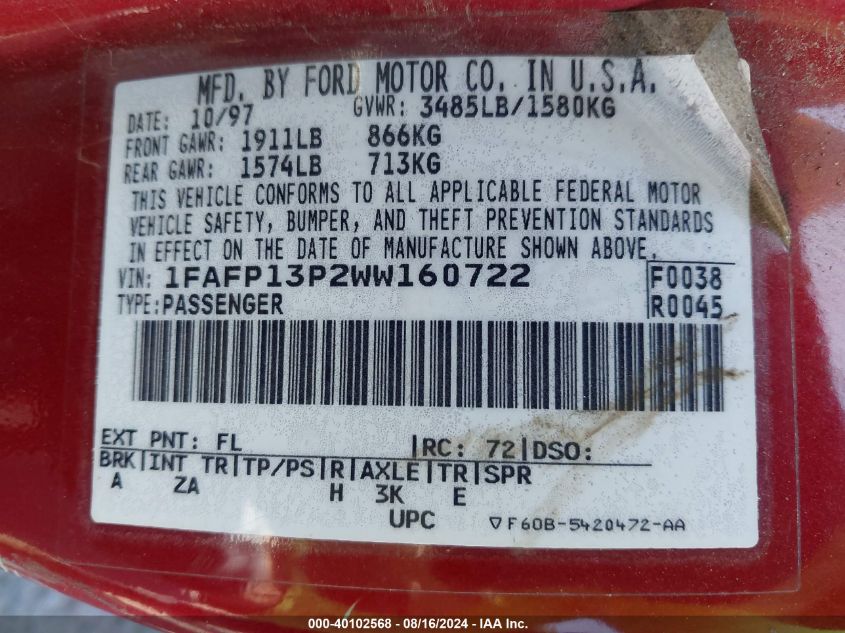 MFD. BY FORD MOTOR CO. IN U.S.A.
DATE: 10/97 GVWR: 3485LB/1580KG
FRONT GAWR: 1911LB 866KG
REAR GAWR: 1574LB 713KG
THIS VEHICLE CONFORMS TO ALL APPLICABLE FEDERAL MOTOR
VEHICLE SAFETY, BUMPER, AND THEFT PREVENTION STANDARDS
IN EFFECT ON THE DATE OF MANUFACTURE SHOWN ABOVE.
VIN: 1FAFP13P2WW160722 F0038
TYPE:PASSENGER R0045
EXT PNT: FL |RC: 72|DSO:
BRK|INT TR|TP/PS|R|AXLE|TR|SPR
A ZA H 3K E
UPC ▽F60B-5420472-AA
000-40102568 - 08/16/2024 - IAA Inc.